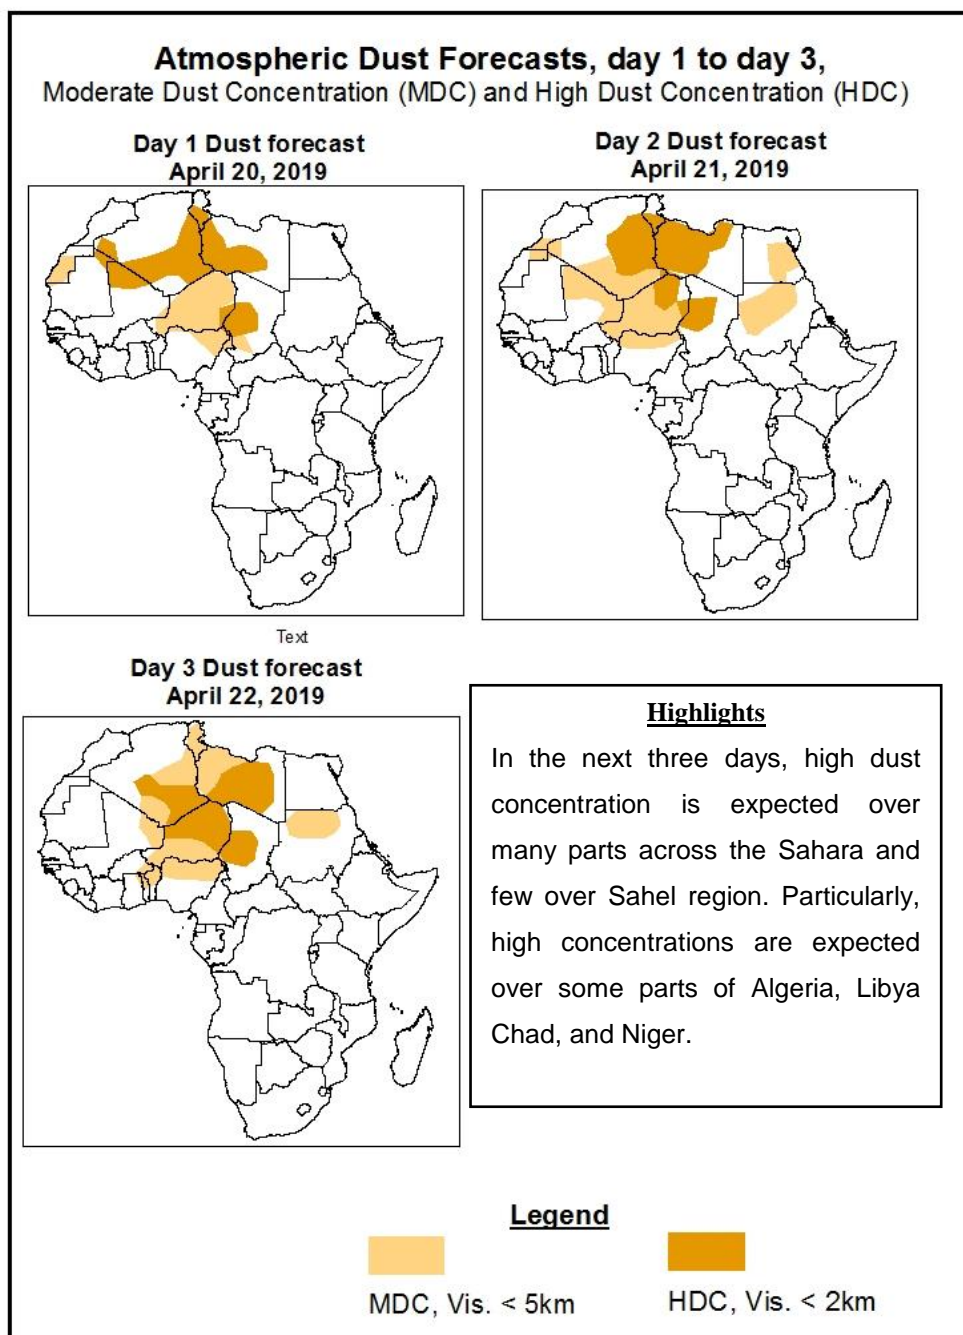 Atmospheric Dust Forecasts, day 1 to day 3,
Moderate Dust Concentration (MDC) and High Dust Concentration (HDC)
Day 1 Dust forecast
April 20, 2019
Day 2 Dust forecast
April 21, 2019
Text
Day 3 Dust forecast
April 22, 2019
Highlights
In the next three days, high dust
concentration is expected over
many parts across the Sahara and
few over Sahel region. Particularly,
high concentrations are expected
over some parts of Algeria, Libya
Chad, and Niger.
Legend
MDC, Vis. < 5km
HDC, Vis. < 2km